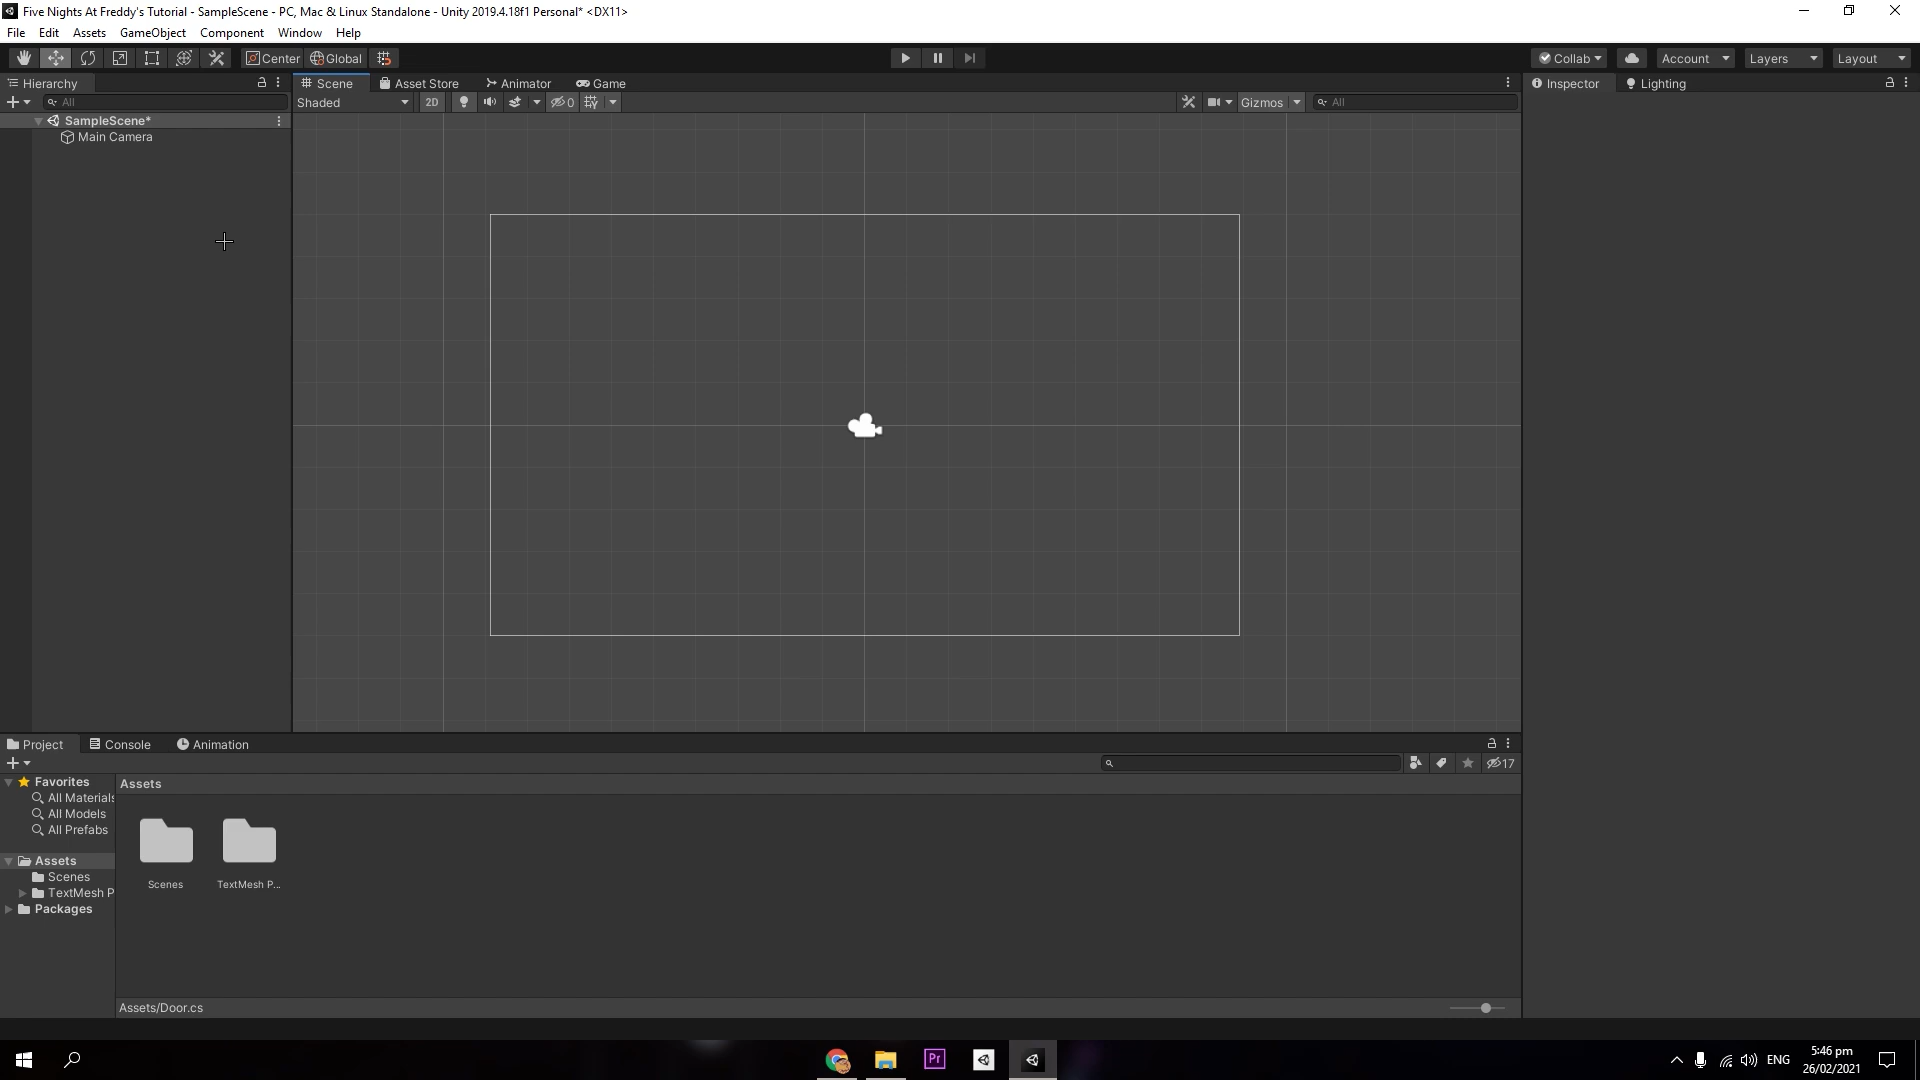 Five Nights At Freddy's Tutorial - SampleScene - PC, Mac & Linux Standalone - Unity 2019.4.18f1 Personal* <DX11>
File Edit Assets GameObject Component Window Help
Center Global Collab Account Layers Layout
Hierarchy Scene Asset Store Animator Game Inspector Lighting
All Shaded 2D 0 Gizmos All
SampleScene*
Main Camera
Project Console Animation
17
Favorites Assets
All Materials
All Models
All Prefabs
Assets
Scenes
TextMesh P
Packages
Scenes TextMesh P...
Assets/Door.cs
Pr ENG 5:46 pm
26/02/2021